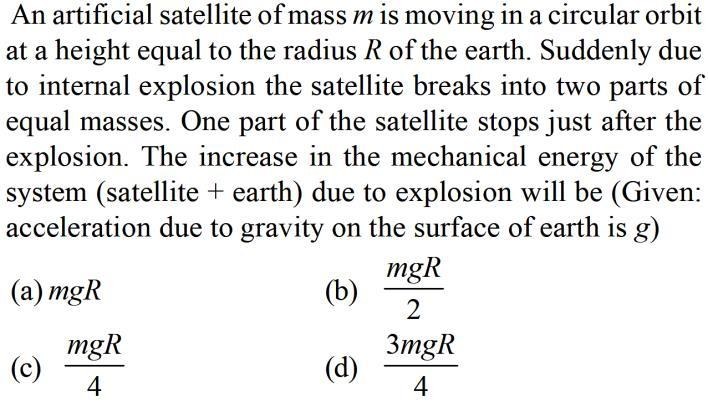 An artificial satellite of mass m is moving in a circular orbit
at a height equal to the radius R of the earth. Suddenly due
to internal explosion the satellite breaks into two parts of
equal masses. One part of the satellite stops just after the
explosion. The increase in the mechanical energy of the
system (satellite + earth) due to explosion will be (Given:
acceleration due to gravity on the surface of earth is g)
(a) mgR (b) mgR/2
(c) mgR/4 (d) 3mgR/4